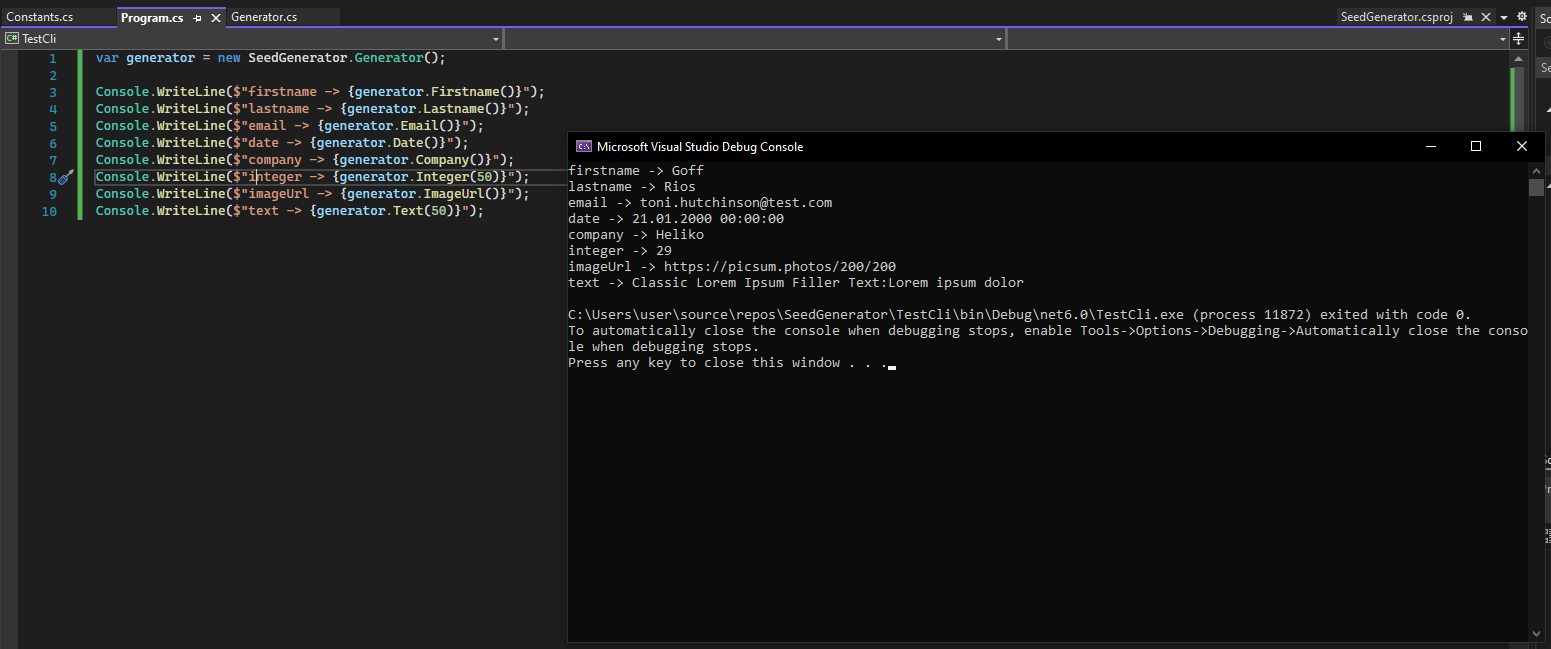 Constants.cs
Program.cs
Generator.cs
SeedGenerator.csproj
C# TestCli
1 var generator = new SeedGenerator.Generator();
2
3 Console.WriteLine($"firstname -> {generator.Firstname()}");
4 Console.WriteLine($"lastname -> {generator.Lastname()}");
5 Console.WriteLine($"email -> {generator.Email()}");
6 Console.WriteLine($"date -> {generator.Date()}");
7 Console.WriteLine($"company -> {generator.Company()}");
8 Console.WriteLine($"integer -> {generator.Integer(50)}");
9 Console.WriteLine($"imageUrl -> {generator.ImageUrl()}");
10 Console.WriteLine($"text -> {generator.Text(50)}");
C:\ Microsoft Visual Studio Debug Console
firstname -> Goff
lastname -> Rios
email -> toni.hutchinson@test.com
date -> 21.01.2000 00:00:00
company -> Heliko
integer -> 29
imageUrl -> https://picsum.photos/200/200
text -> Classic Lorem Ipsum Filler Text:Lorem ipsum dolor
C:\Users\user\source\repos\SeedGenerator\TestCli\bin\Debug\net6.0\TestCli.exe (process 11872) exited with code 0.
To automatically close the console when debugging stops, enable Tools->Options->Debugging->Automatically close the conso
le when debugging stops.
Press any key to close this window . . .